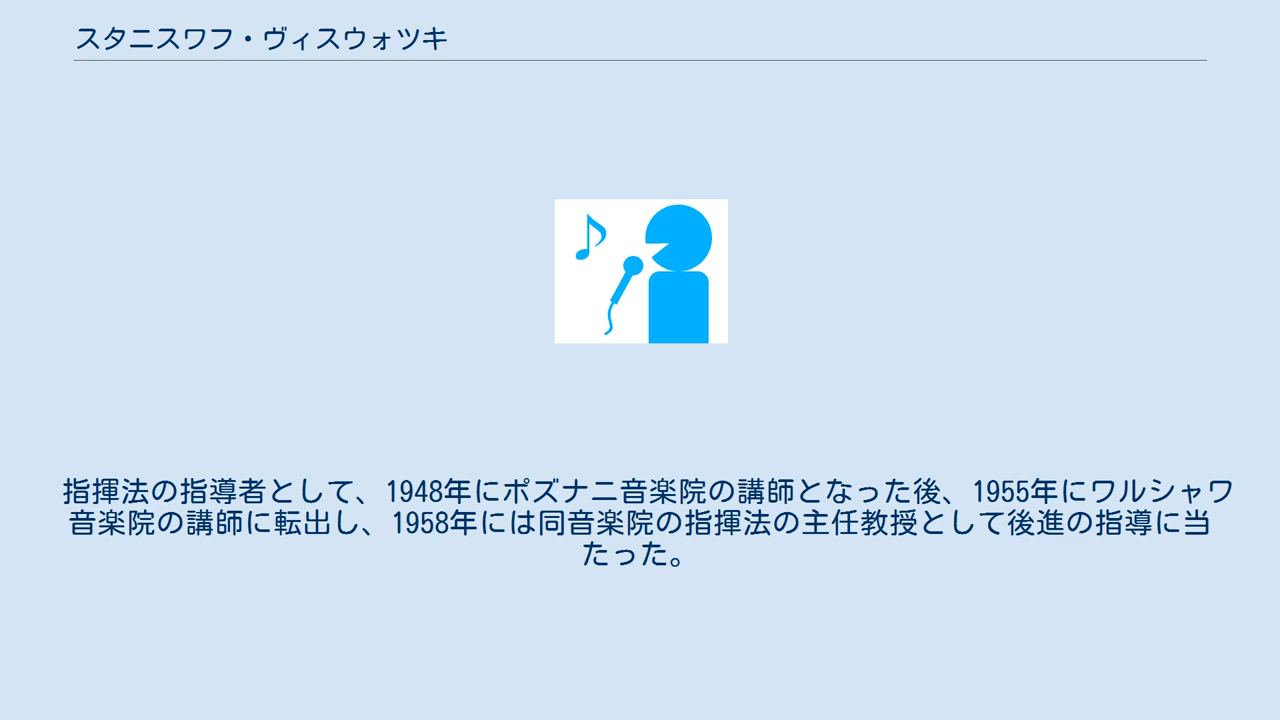 スタニスワフ・ヴィスウォツキ
指揮法の指導者として、1948年にポズナニ音楽院の講師となった後、1955年にワルシャワ
音楽院の講師に転出し、1958年には同音楽院の指揮法の主任教授として後進の指導に当
たった。